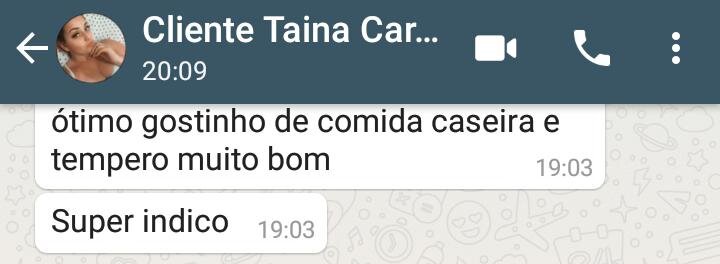 Cliente Taina Car...
20:09
ótimo gostinho de comida caseira e
tempero muito bom
19:03
Super indico
19:03